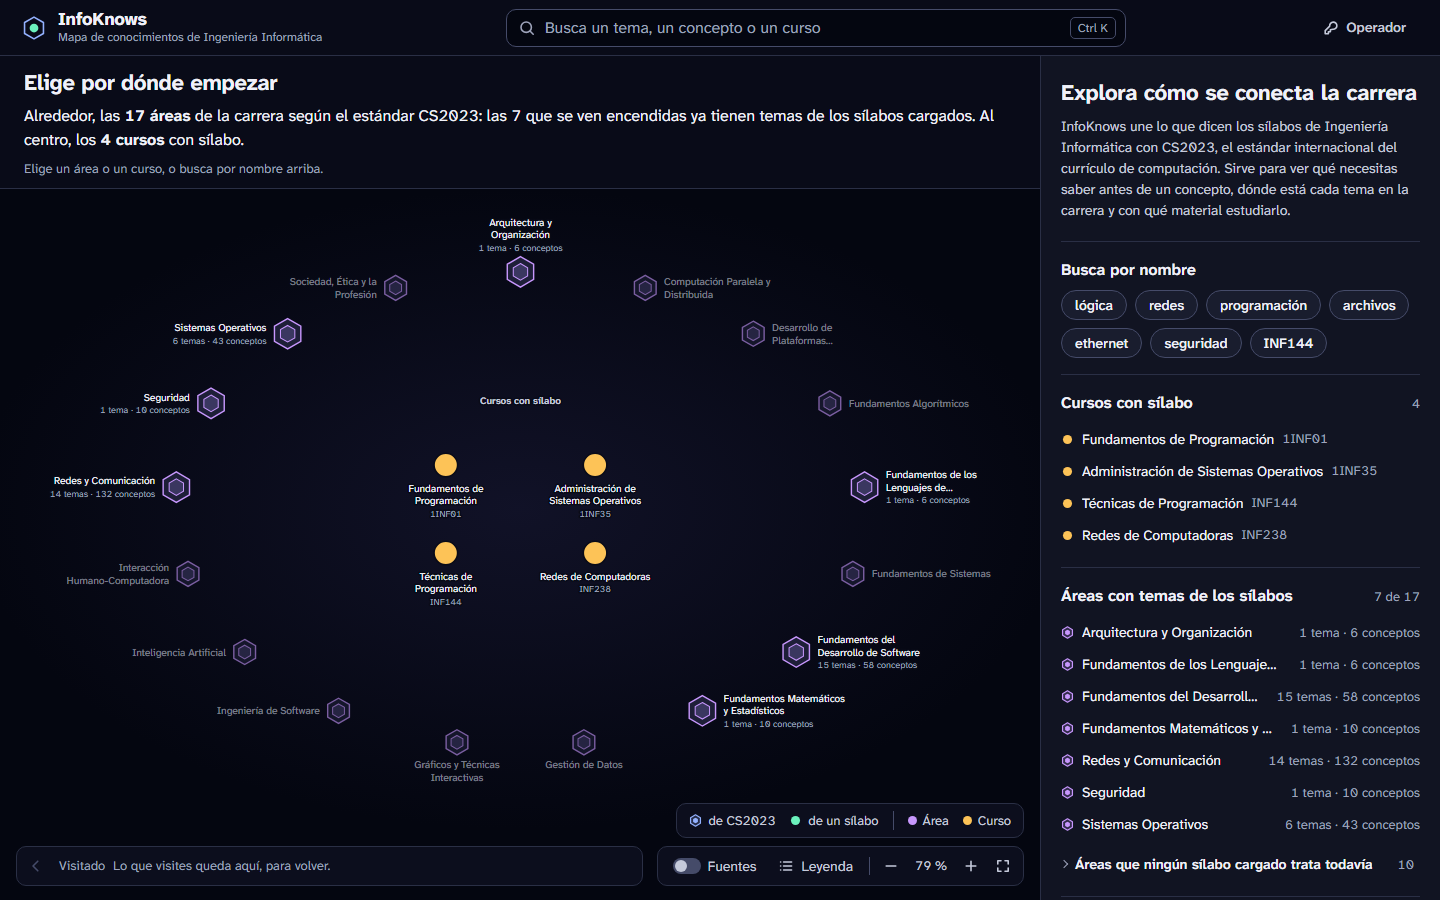 InfoKnows
Mapa de conocimientos de Ingeniería Informática
Busca un tema, un concepto o un curso
Ctrl K
Operador
Elige por dónde empezar
Alrededor, las 17 áreas de la carrera según el estándar CS2023: las 7 que se ven encendidas ya tienen temas de los sílabos cargados. Al
centro, los 4 cursos con sílabo.
Elige un área o un curso, o busca por nombre arriba.
Arquitectura y
Organización
1 tema · 6 conceptos
Sociedad, Ética y la
Profesión
Computación Paralela y
Distribuida
Sistemas Operativos
6 temas · 43 conceptos
Desarrollo de
Plataformas...
Seguridad
1 tema · 10 conceptos
Cursos con sílabo
Fundamentos Algorítmicos
Redes y Comunicación
14 temas · 132 conceptos
Fundamentos de
Programación
1INF01
Administración de
Sistemas Operativos
1INF35
Fundamentos de los
Lenguajes de...
1 tema · 6 conceptos
Interacción
Humano-Computadora
Técnicas de
Programación
INF144
Redes de Computadoras
INF238
Fundamentos de Sistemas
Inteligencia Artificial
Fundamentos del
Desarrollo de Software
15 temas · 58 conceptos
Ingeniería de Software
Fundamentos Matemáticos
y Estadísticos
1 tema · 10 conceptos
Gráficos y Técnicas
Interactivas
Gestión de Datos
de CS2023
de un sílabo
Área
Curso
Visitado Lo que visites queda aquí, para volver.
Fuentes
Leyenda
79 %
Explora cómo se conecta la carrera
InfoKnows une lo que dicen los sílabos de Ingeniería
Informática con CS2023, el estándar internacional del
currículo de computación. Sirve para ver qué necesitas
saber antes de un concepto, dónde está cada tema en la
carrera y con qué material estudiarlo.
Busca por nombre
lógica
redes
programación
archivos
ethernet
seguridad
INF144
Cursos con sílabo 4
Fundamentos de Programación 1INF01
Administración de Sistemas Operativos 1INF35
Técnicas de Programación INF144
Redes de Computadoras INF238
Áreas con temas de los sílabos 7 de 17
Arquitectura y Organización 1 tema · 6 conceptos
Fundamentos de los Lenguaje... 1 tema · 6 conceptos
Fundamentos del Desarroll... 15 temas · 58 conceptos
Fundamentos Matemáticos y ... 1 tema · 10 conceptos
Redes y Comunicación 14 temas · 132 conceptos
Seguridad 1 tema · 10 conceptos
Sistemas Operativos 6 temas · 43 conceptos
Áreas que ningún sílabo cargado trata todavía 10